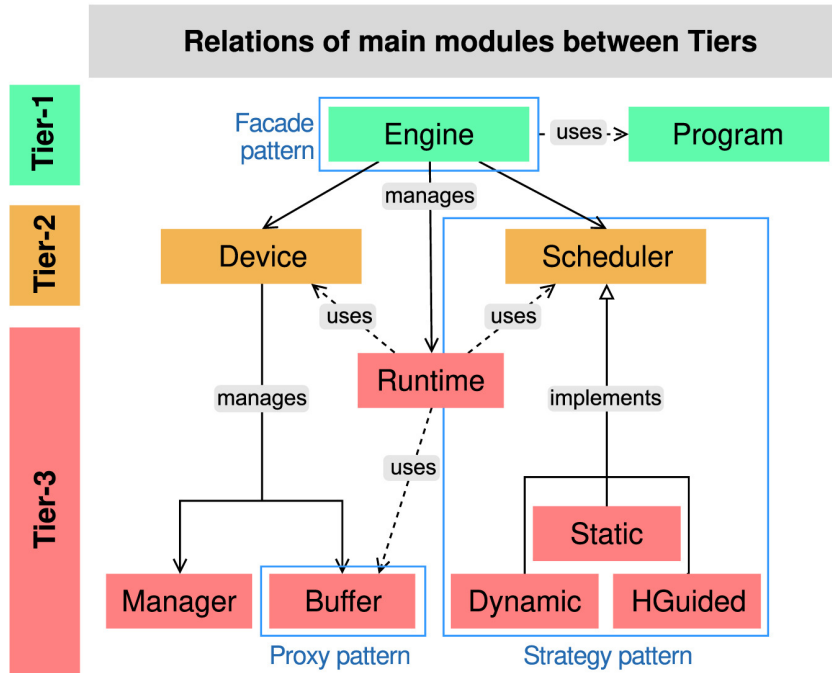 Relations of main modules between Tiers
Tier-1
Facade
pattern
Engine
uses
Program
manages
Tier-2
Device
Scheduler
uses
uses
Runtime
Tier-3
manages
implements
uses
Static
Manager
Buffer
Dynamic
HGuided
Proxy pattern
Strategy pattern